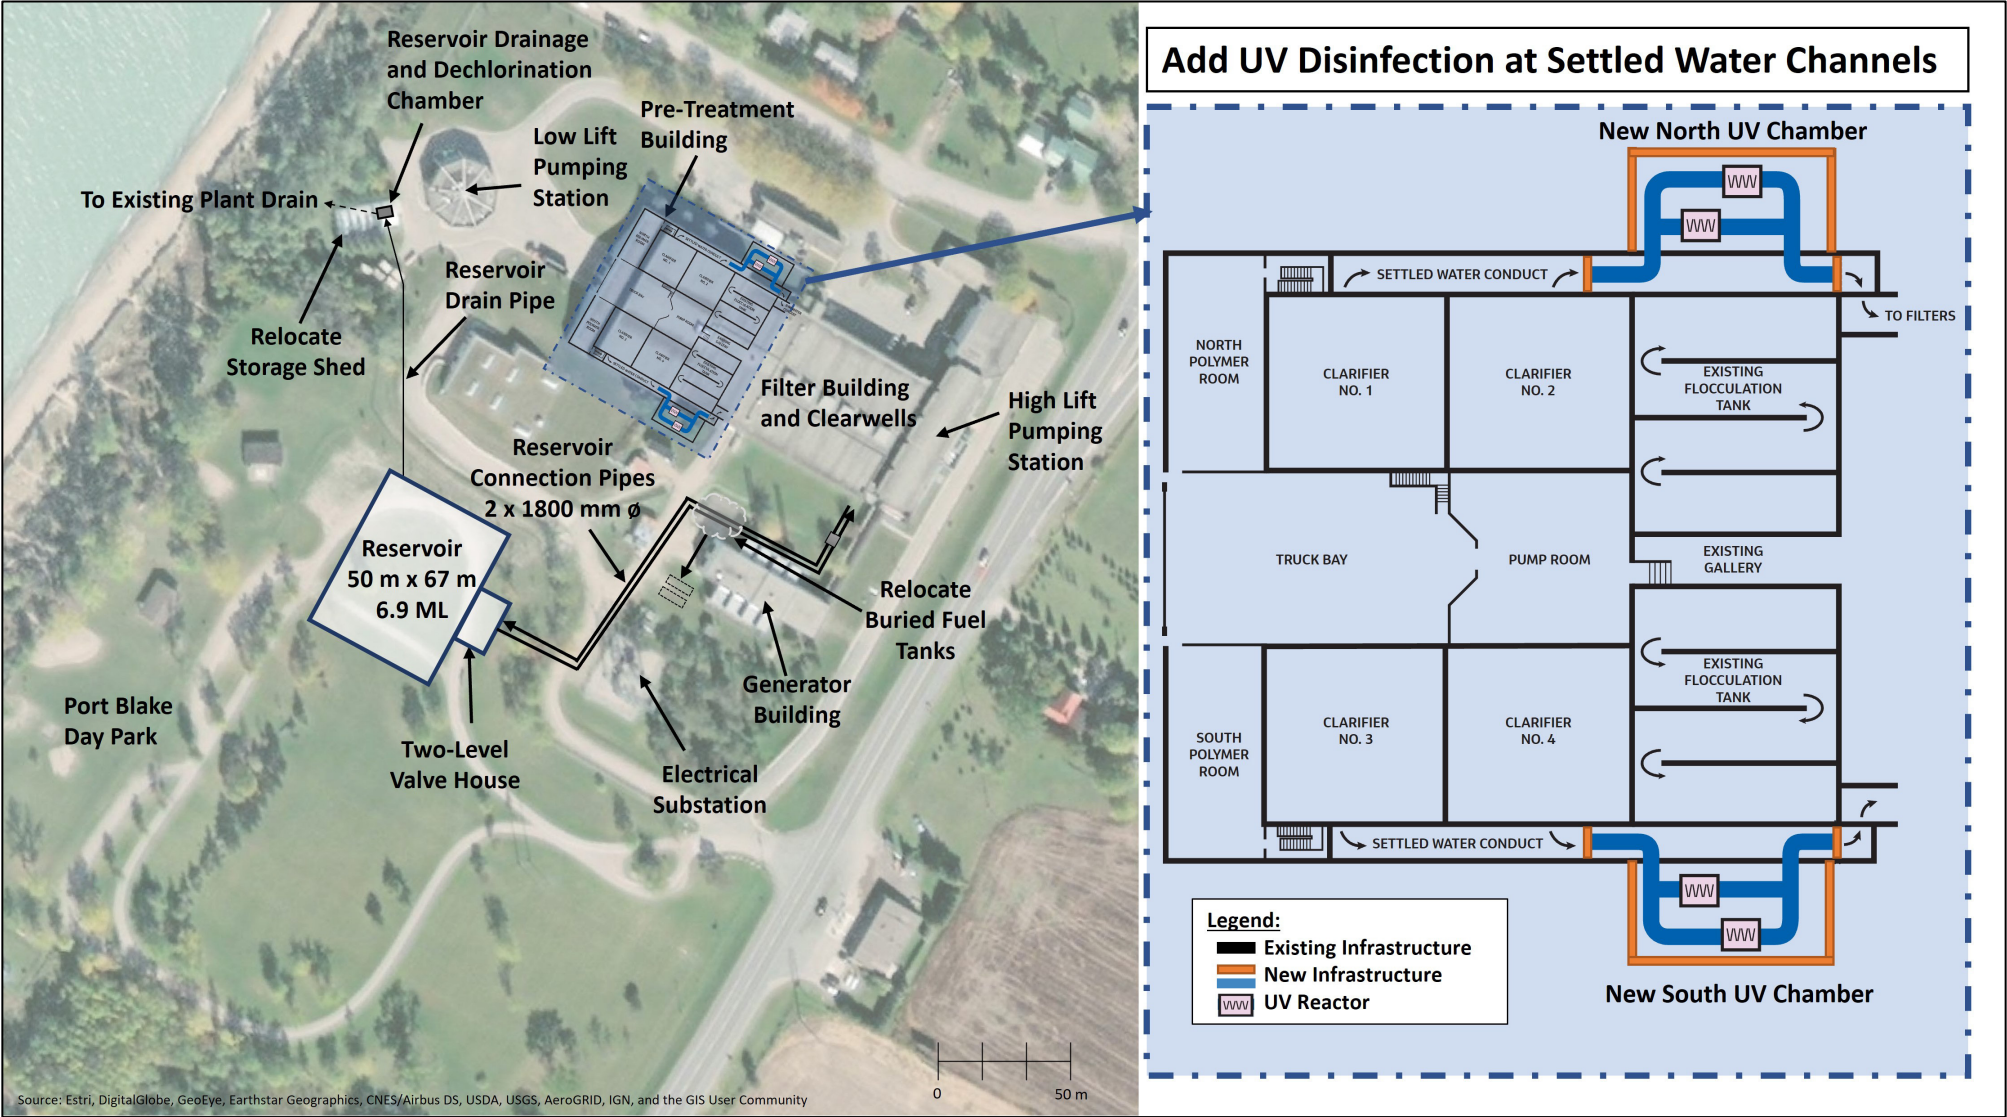 Reservoir Drainage
and Dechlorination
Chamber
Low Lift
Pumping
Station
Pre-Treatment
Building
To Existing Plant Drain
Relocate
Storage Shed
Reservoir
Drain Pipe
Filter Building
and Clearwells
High Lift
Pumping
Station
Reservoir
Connection Pipes
2 x 1800 mm ø
Reservoir
50 m x 67 m
6.9 ML
Relocate
Buried Fuel
Tanks
Generator
Building
Port Blake
Day Park
Two-Level
Valve House
Electrical
Substation
0
50 m
Source: Estri, DigitalGlobe, GeoEye, Earthstar Geographics, CNES/Airbus DS, USDA, USGS, AeroGRID, IGN, and the GIS User Community
Add UV Disinfection at Settled Water Channels
New North UV Chamber
SETTLED WATER CONDUCT
TO FILTERS
NORTH
POLYMER
ROOM
CLARIFIER
NO. 1
CLARIFIER
NO. 2
EXISTING
FLOCCULATION
TANK
TRUCK BAY
PUMP ROOM
EXISTING
GALLERY
SOUTH
POLYMER
ROOM
CLARIFIER
NO. 3
CLARIFIER
NO. 4
EXISTING
FLOCCULATION
TANK
SETTLED WATER CONDUCT
New South UV Chamber
Legend:
Existing Infrastructure
New Infrastructure
UV Reactor